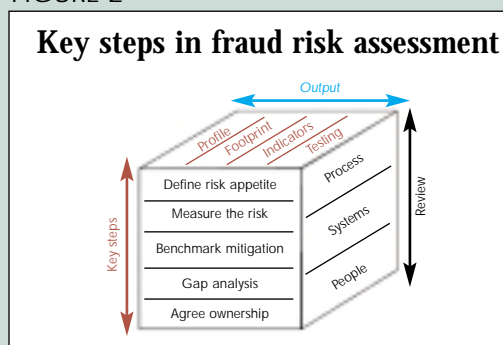 FIGURE 2
Key steps in fraud risk assessment
Output
Profile
Footprint
Indicators
Testing
Define risk appetite
Measure the risk
Benchmark mitigation
Gap analysis
Agree ownership
Process
Systems
People
Key steps
Review